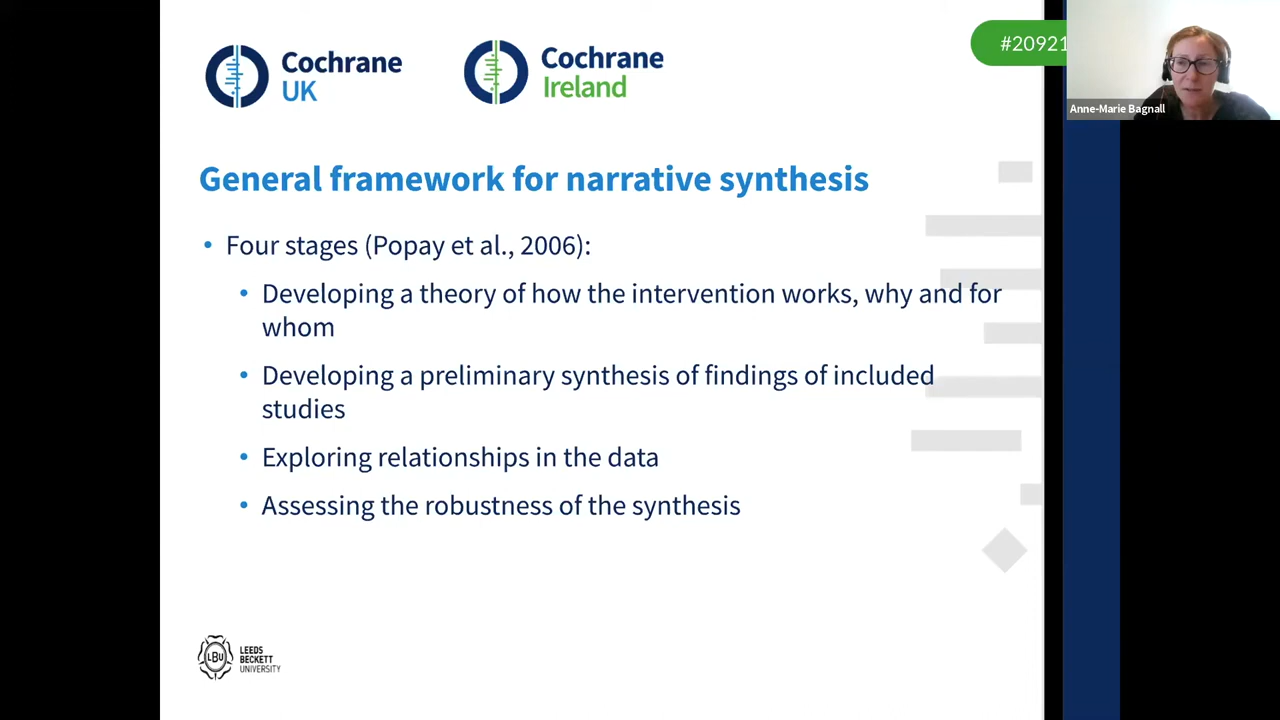 Cochrane
UK
Cochrane
Ireland
#20921
Anne-Marie Bagnall
General framework for narrative synthesis
• Four stages (Popay et al., 2006):
• Developing a theory of how the intervention works, why and for
whom
• Developing a preliminary synthesis of findings of included
studies
• Exploring relationships in the data
• Assessing the robustness of the synthesis
LBU
LEEDS
BECKETT
UNIVERSITY